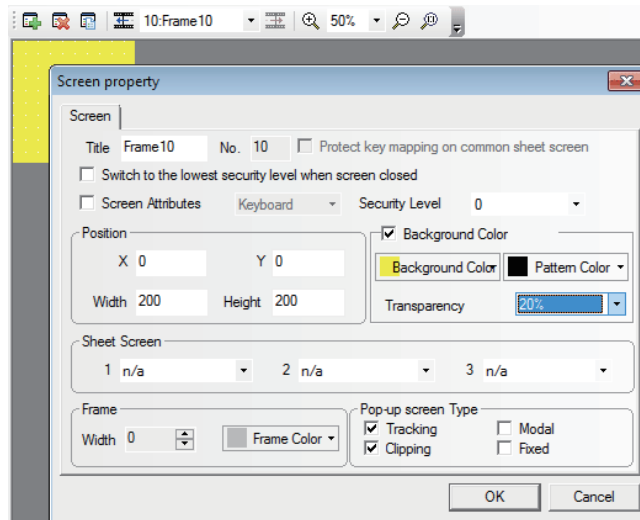 10:Frame10 50%
Screen property
Screen
Title Frame10 No. 10 Protect key mapping on common sheet screen
Switch to the lowest security level when screen closed
Screen Attributes Keyboard Security Level 0
Position
X 0 Y 0
Width 200 Height 200
Background Color
Background Color Pattern Color
Transparency 20%
Sheet Screen
1 n/a 2 n/a 3 n/a
Frame
Width 0 Frame Color
Pop-up screen Type
Tracking Modal
Clipping Fixed
OK Cancel